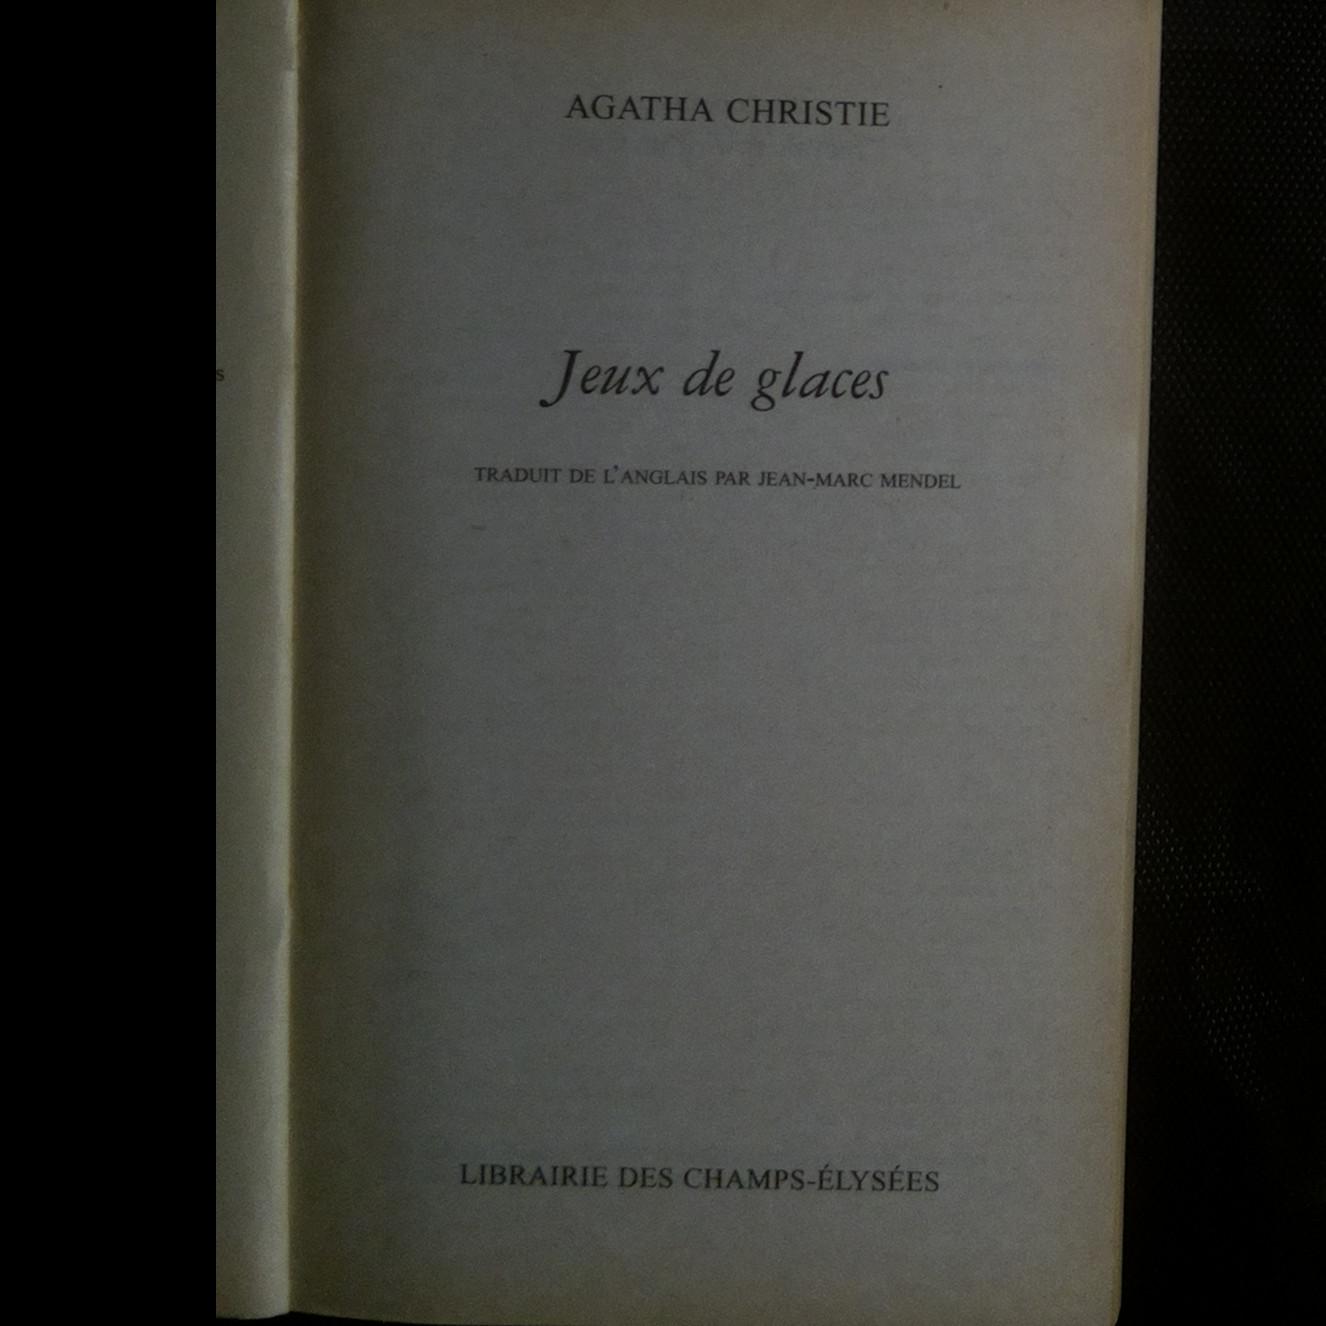 AGATHA CHRISTIE
Jeux de glaces
TRADUIT DE L'ANGLAIS PAR JEAN-MARC MENDEL
LIBRAIRIE DES CHAMPS-ÉLYSÉES